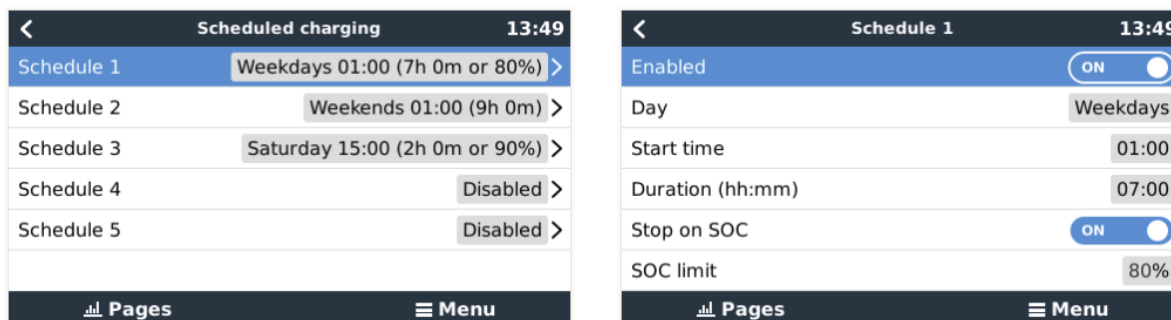 Scheduled charging 13:49
Schedule 1 Weekdays 01:00 (7h 0m or 80%)
Schedule 2 Weekends 01:00 (9h 0m)
Schedule 3 Saturday 15:00 (2h 0m or 90%)
Schedule 4 Disabled
Schedule 5 Disabled
Pages Menu
Schedule 1 13:49
Enabled ON
Day Weekdays
Start time 01:00
Duration (hh:mm) 07:00
Stop on SOC ON
SOC limit 80%
Pages Menu